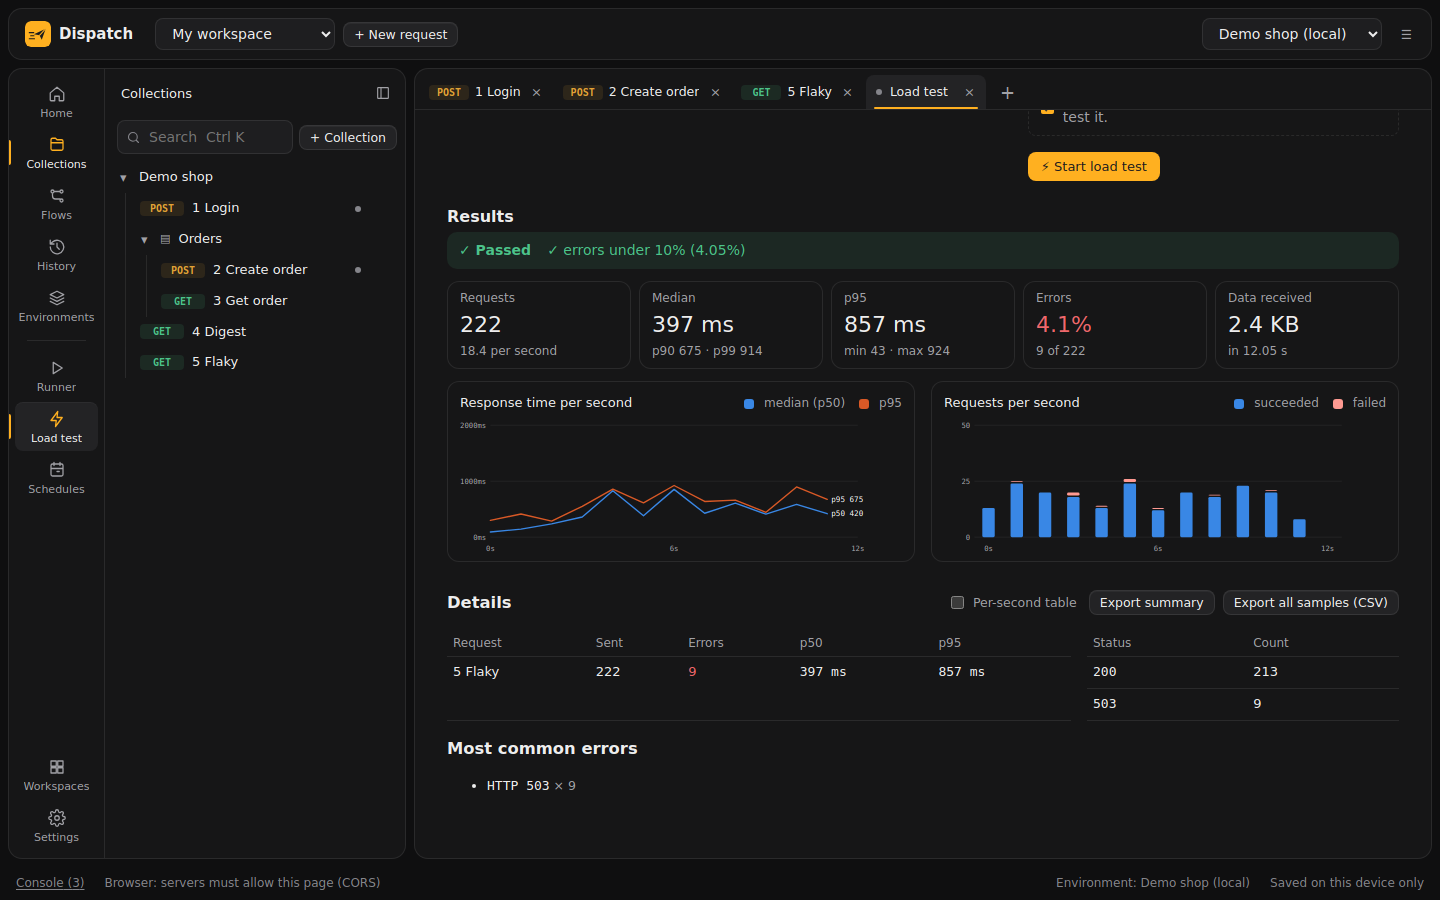 Dispatch
My workspace
+ New request
Demo shop (local)
Home
Collections
Flows
History
Environments
Runner
Load test
Schedules
Workspaces
Settings
Collections
Search Ctrl K
+ Collection
Demo shop
POST 1 Login
Orders
POST 2 Create order
GET 3 Get order
GET 4 Digest
GET 5 Flaky
POST 1 Login ×
POST 2 Create order ×
GET 5 Flaky ×
Load test ×
+
test it.
⚡ Start load test
Results
✓ Passed ✓ errors under 10% (4.05%)
Requests
222
18.4 per second
Median
397 ms
p90 675 · p99 914
p95
857 ms
min 43 · max 924
Errors
4.1%
9 of 222
Data received
2.4 KB
in 12.05 s
Response time per second
median (p50) p95
2000ms
1000ms
0ms
p95 675
p50 420
0s 6s 12s
Requests per second
succeeded failed
50
25
0
0s 6s 12s
Details
Per-second table
Export summary
Export all samples (CSV)
Request Sent Errors p50 p95
5 Flaky 222 9 397 ms 857 ms
Status Count
200 213
503 9
Most common errors
• HTTP 503 × 9
Console (3)
Browser: servers must allow this page (CORS)
Environment: Demo shop (local)
Saved on this device only